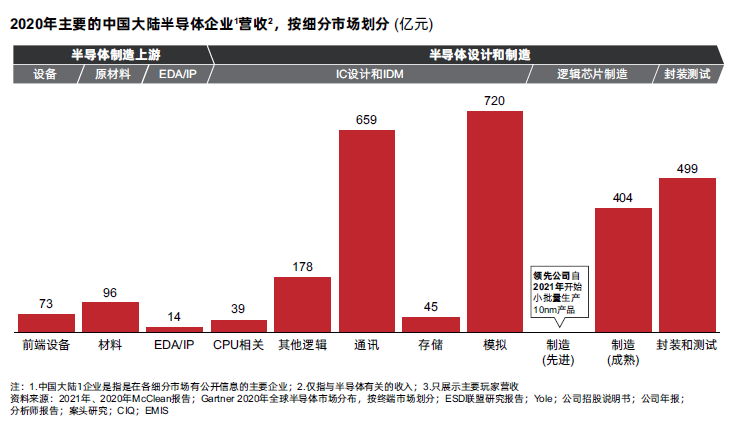 2020年主要的中国大陆半导体企业¹营收², 按细分市场划分 (亿元)
半导体制造上游 半导体设计和制造
设备 原材料 EDA/IP IC设计和IDM 逻辑芯片制造 封装测试
73 96 14 39 178 659 45 720 404 499
领先公司自
2021年开始
小批量生产
10nm产品
前端设备 材料 EDA/IP CPU相关 其他逻辑 通讯 存储 模拟 制造 制造 封装和测试
(先进) (成熟)
注：1.中国大陆1企业是指是在各细分市场有公开信息的主要企业；2.仅指与半导体有关的收入；3.只展示主要玩家营收
资料来源：2021年、2020年McClean报告；Gartner 2020年全球半导体市场分布，按终端市场划分；ESD联盟研究报告；Yole；公司招股说明书；公司年报；
分析师报告；案头研究；CIQ；EMIS